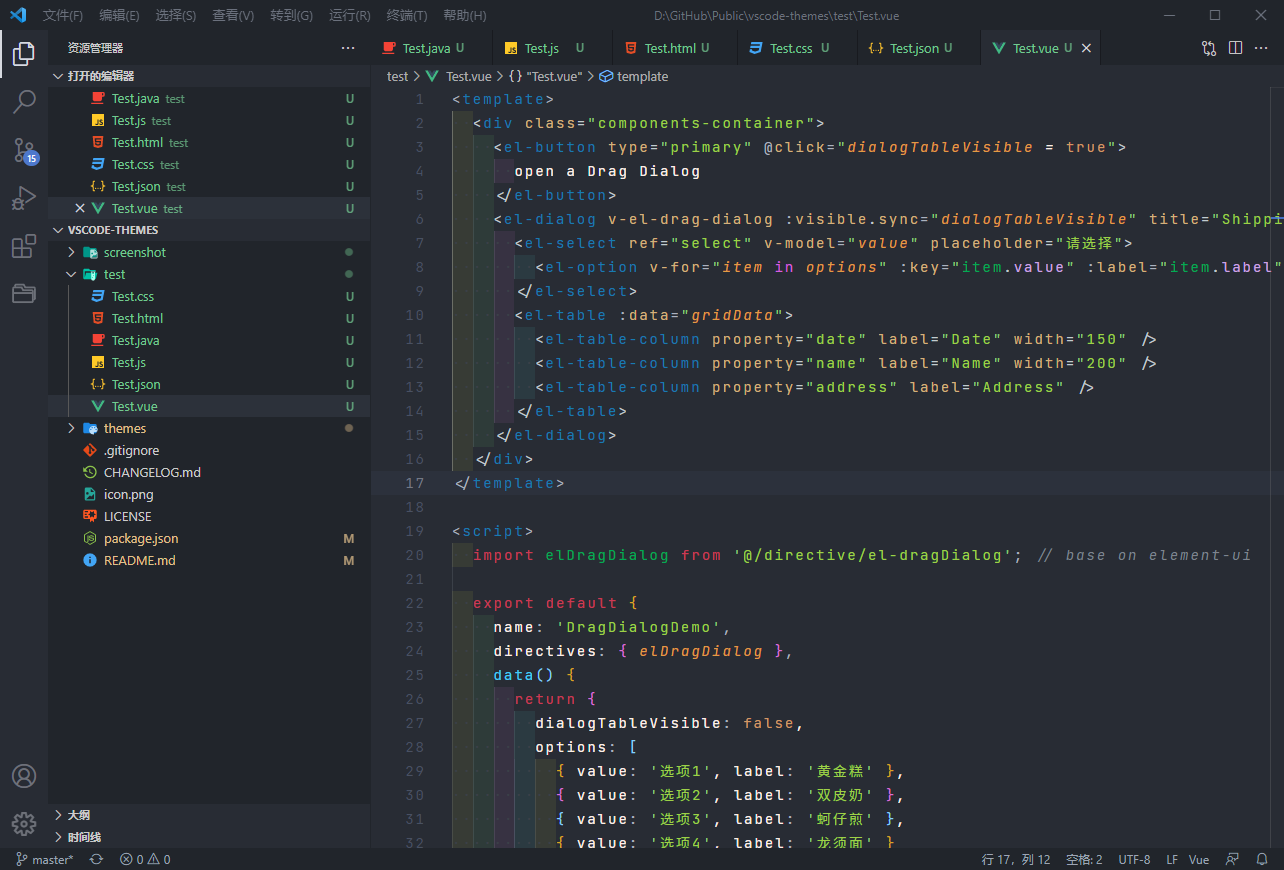 文件(F) 编辑(E) 选择(S) 查看(V) 转到(G) 运行(R) 终端(T) 帮助(H) D:\GitHub\Public\vscode-themes\test\Test.vue
资源管理器 ···
打开的编辑器
Test.java test U
Test.js test U
Test.html test U
Test.css test U
Test.json test U
Test.vue test U
VSCODE-THEMES
screenshot
test
Test.css U
Test.html U
Test.java U
Test.js U
Test.json U
Test.vue U
themes
.gitignore
CHANGELOG.md
icon.png
LICENSE
package.json M
README.md M
大纲
时间线
15
Test.java U Test.js U Test.html U Test.css U Test.json U Test.vue U
test > Test.vue > {} "Test.vue" > template
1 <template>
2 <div class="components-container">
3 <el-button type="primary" @click="dialogTableVisible = true">
4 open a Drag Dialog
5 </el-button>
6 <el-dialog v-el-drag-dialog :visible.sync="dialogTableVisible" title="Shippi
7 <el-select ref="select" v-model="value" placeholder="请选择">
8 <el-option v-for="item in options" :key="item.value" :label="item.label"
9 </el-select>
10 <el-table :data="gridData">
11 <el-table-column property="date" label="Date" width="150" />
12 <el-table-column property="name" label="Name" width="200" />
13 <el-table-column property="address" label="Address" />
14 </el-table>
15 </el-dialog>
16 </div>
17 </template>
18
19 <script>
20 import elDragDialog from '@/directive/el-dragDialog'; // base on element-ui
21
22 export default {
23 name: 'DragDialogDemo',
24 directives: { elDragDialog },
25 data() {
26 return {
27 dialogTableVisible: false,
28 options: [
29 { value: '选项1', label: '黄金糕' },
30 { value: '选项2', label: '双皮奶' },
31 { value: '选项3', label: '蚵仔煎' },
32 { value: '选项4', label: '龙须面' }
master* 0 0 行 17, 列 12 空格: 2 UTF-8 LF Vue